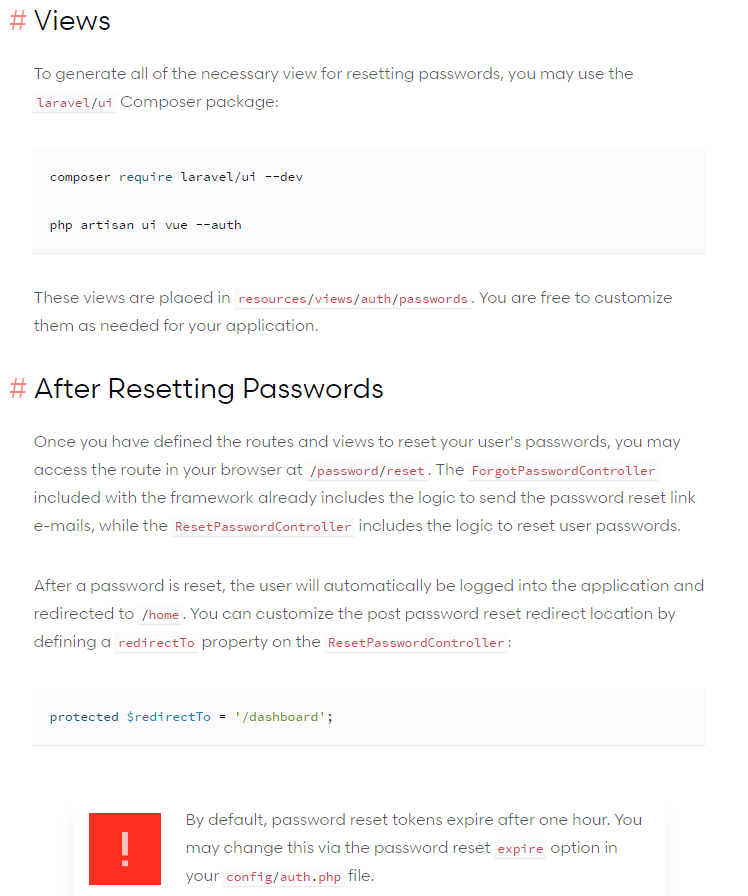 # Views
To generate all of the necessary view for resetting passwords, you may use the
laravel/ui Composer package:
composer require laravel/ui --dev
php artisan ui vue --auth
These views are placed in resources/views/auth/passwords. You are free to customize
them as needed for your application.
# After Resetting Passwords
Once you have defined the routes and views to reset your user's passwords, you may
access the route in your browser at /password/reset. The ForgotPasswordController
included with the framework already includes the logic to send the password reset link
e-mails, while the ResetPasswordController includes the logic to reset user passwords.
After a password is reset, the user will automatically be logged into the application and
redirected to /home. You can customize the post password reset redirect location by
defining a redirectTo property on the ResetPasswordController:
protected $redirectTo = '/dashboard';
! By default, password reset tokens expire after one hour. You
may change this via the password reset expire option in
your config/auth.php file.